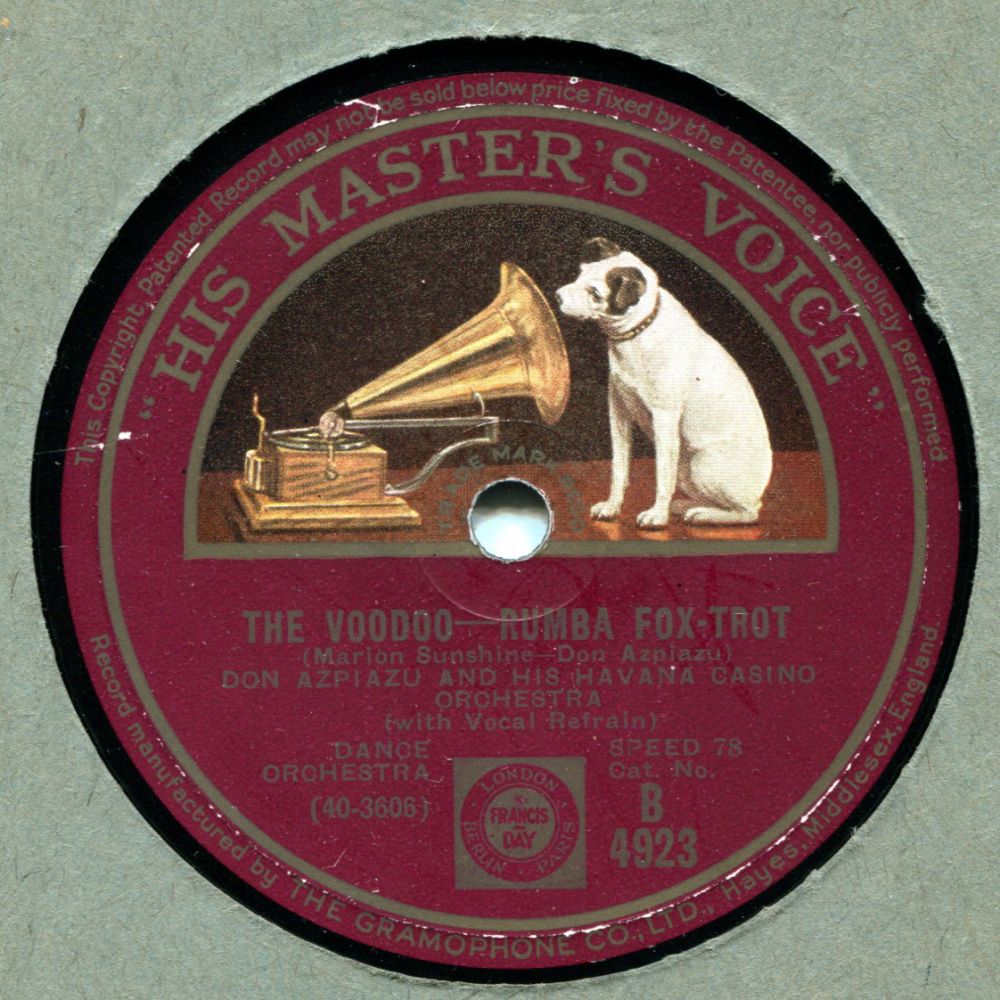 This Copyright, Patented Record may not be sold below price fixed by the Patentee, nor publicly performed
"HIS MASTER'S VOICE"
TRADE MARK
THE VOODOO—RUMBA FOX-TROT
(Marion Sunshine—Don Azpiazu)
DON AZPIAZU AND HIS HAVANA CASINO
ORCHESTRA
(with Vocal Refrain)
DANCE
ORCHESTRA
SPEED 78
Cat. No.
(40-3606)
B
4923
LONDON
FRANCIS
DAY
BERLIN PARIS
Record manufactured by THE GRAMOPHONE CO., LTD., Hayes, Middlesex, England.